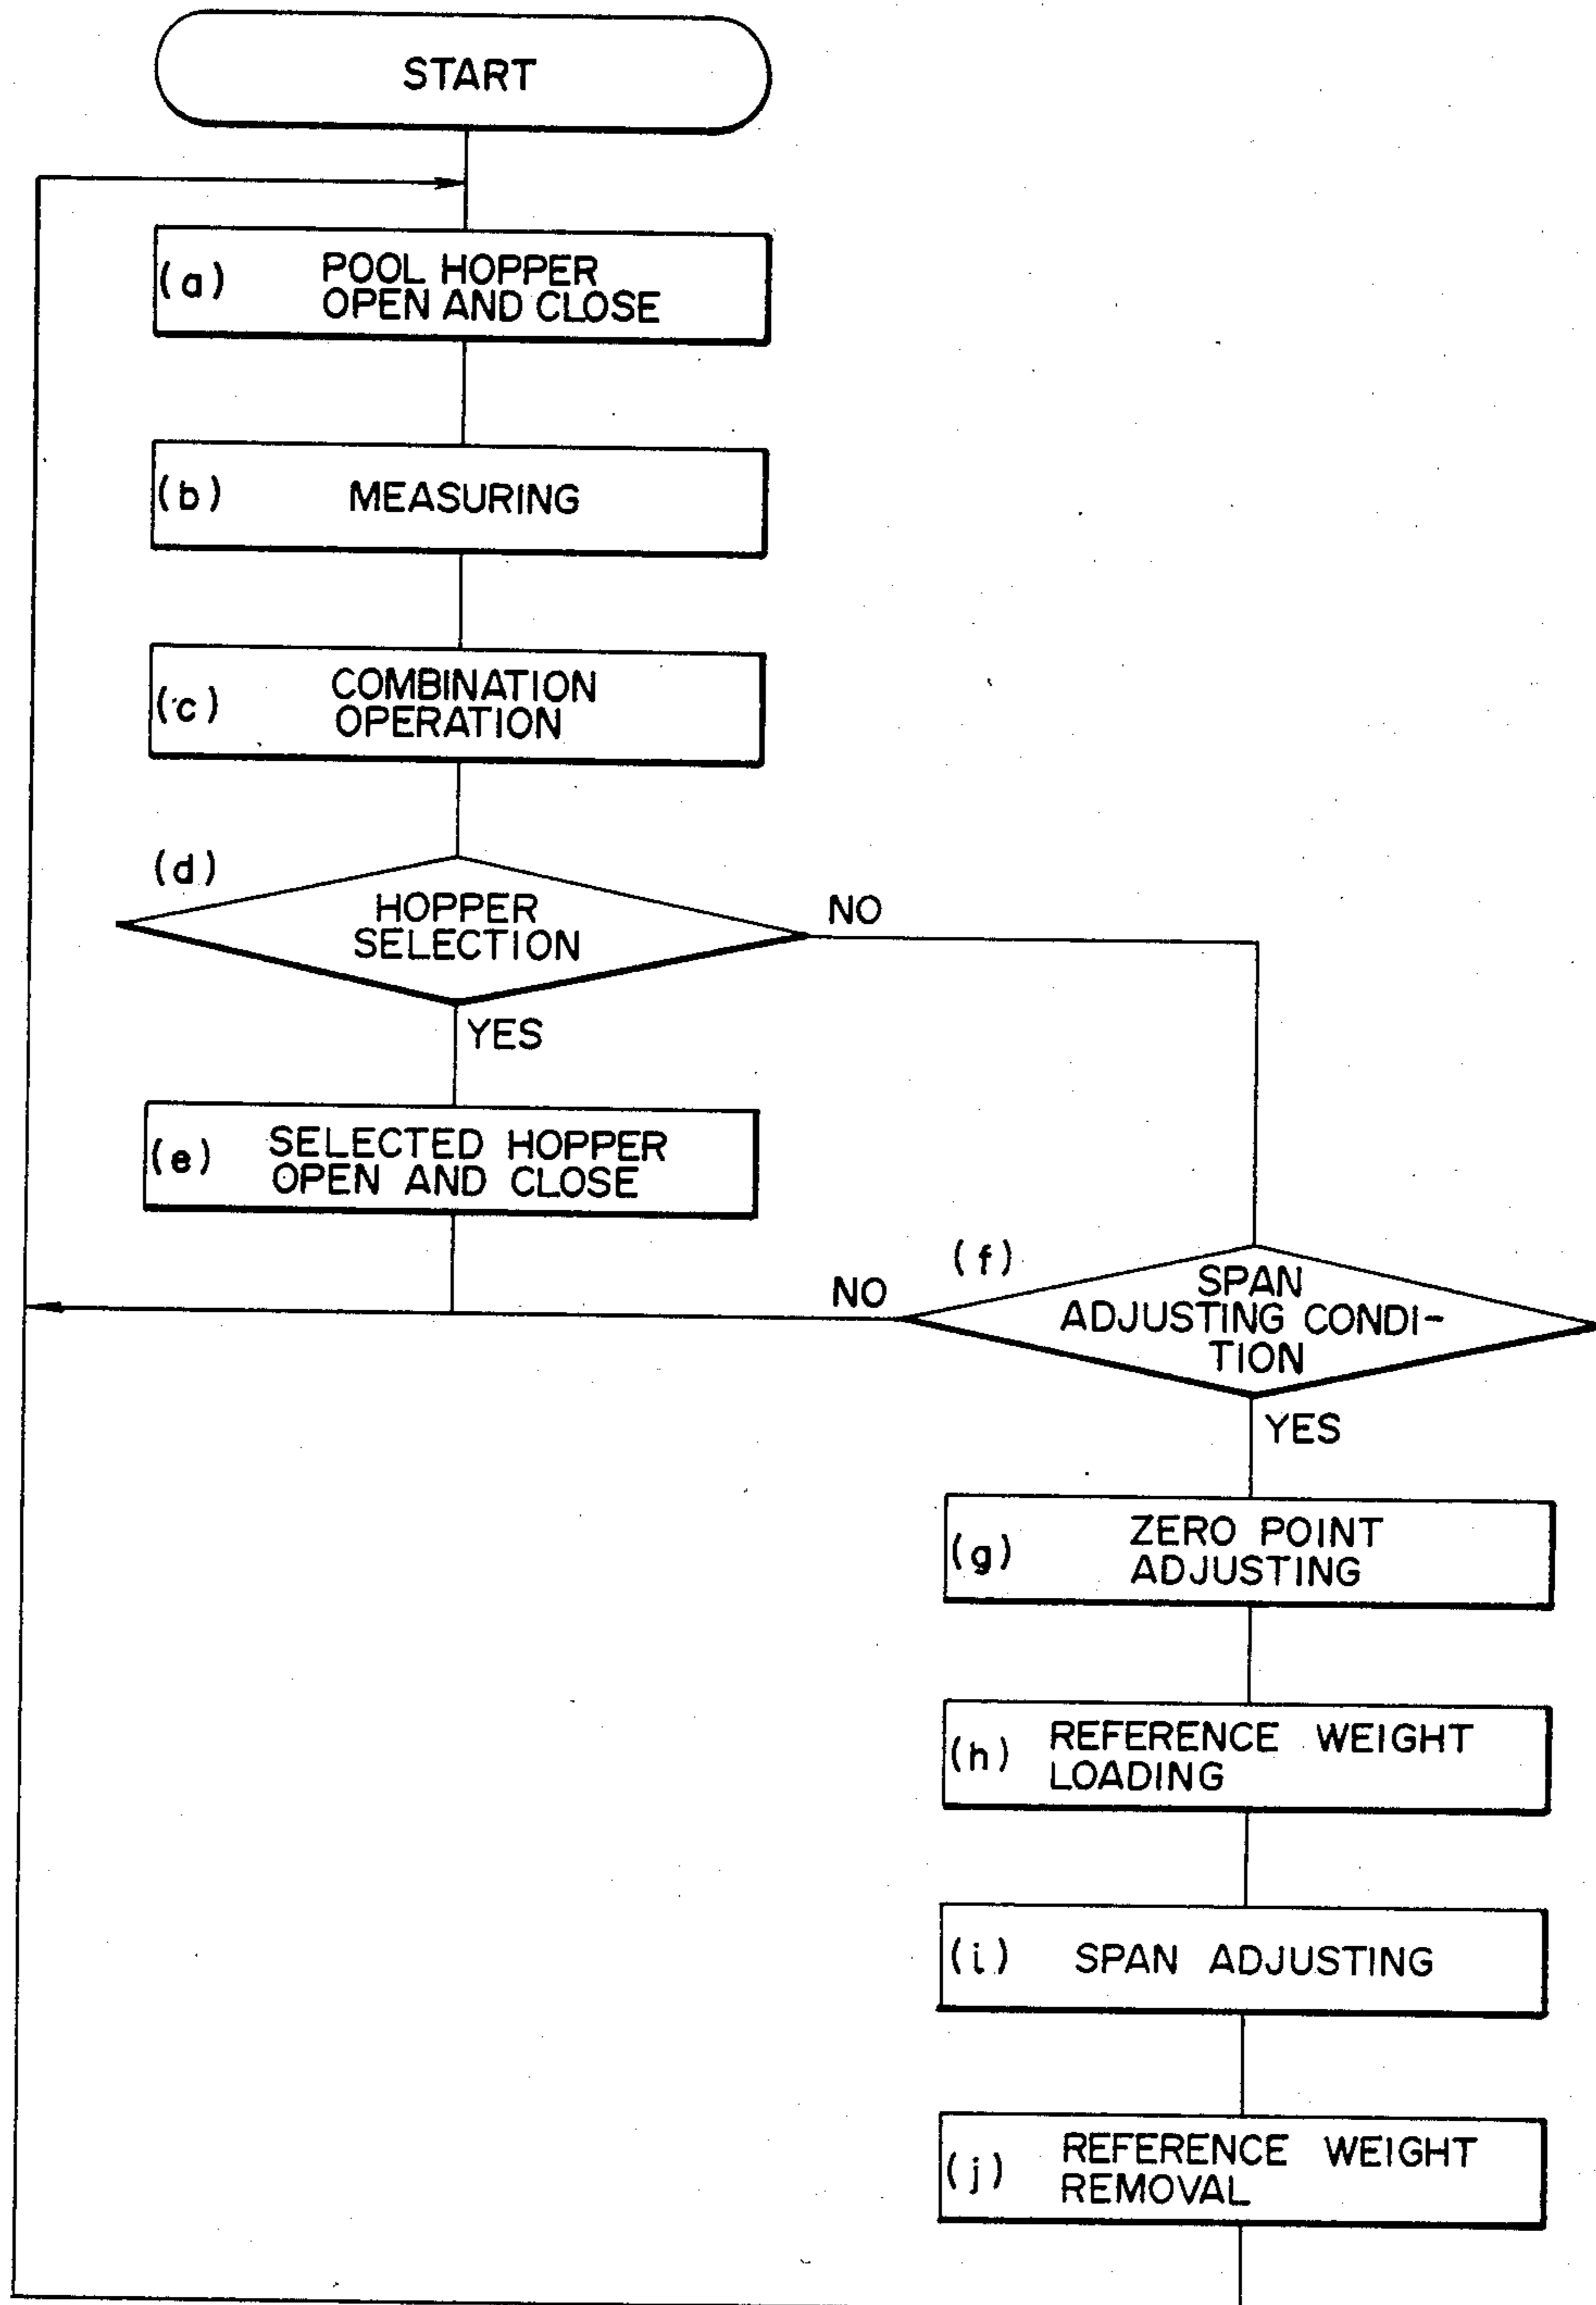 START
(a) POOL HOPPER
OPEN AND CLOSE
(b) MEASURING
(c) COMBINATION
OPERATION
(d)
HOPPER
SELECTION
NO
YES
(e) SELECTED HOPPER
OPEN AND CLOSE
(f)
NO
SPAN
ADJUSTING CONDI-
TION
YES
(g) ZERO POINT
ADJUSTING
(h) REFERENCE WEIGHT
LOADING
(i) SPAN ADJUSTING
(j) REFERENCE WEIGHT
REMOVAL